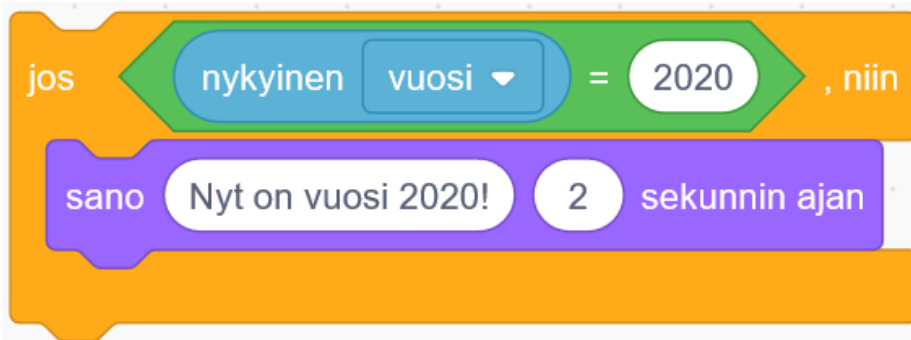 jos nykyinen vuosi = 2020 , niin
sano Nyt on vuosi 2020! 2 sekunnin ajan